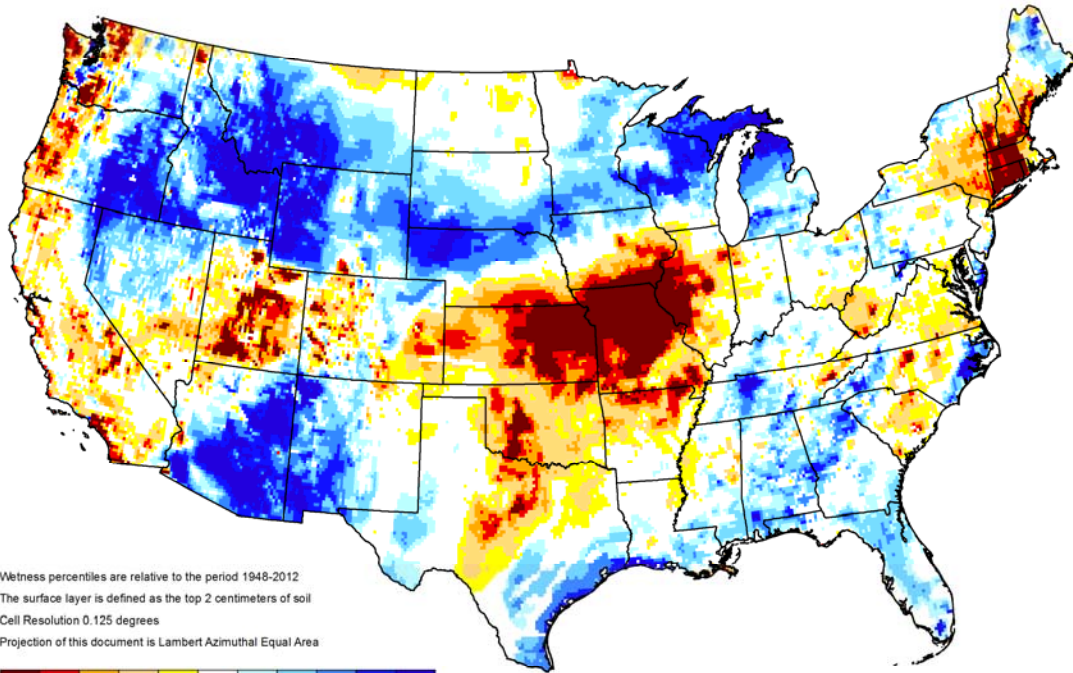 Wetness percentiles are relative to the period 1948-2012
The surface layer is defined as the top 2 centimeters of soil
Cell Resolution 0.125 degrees
Projection of this document is Lambert Azimuthal Equal Area